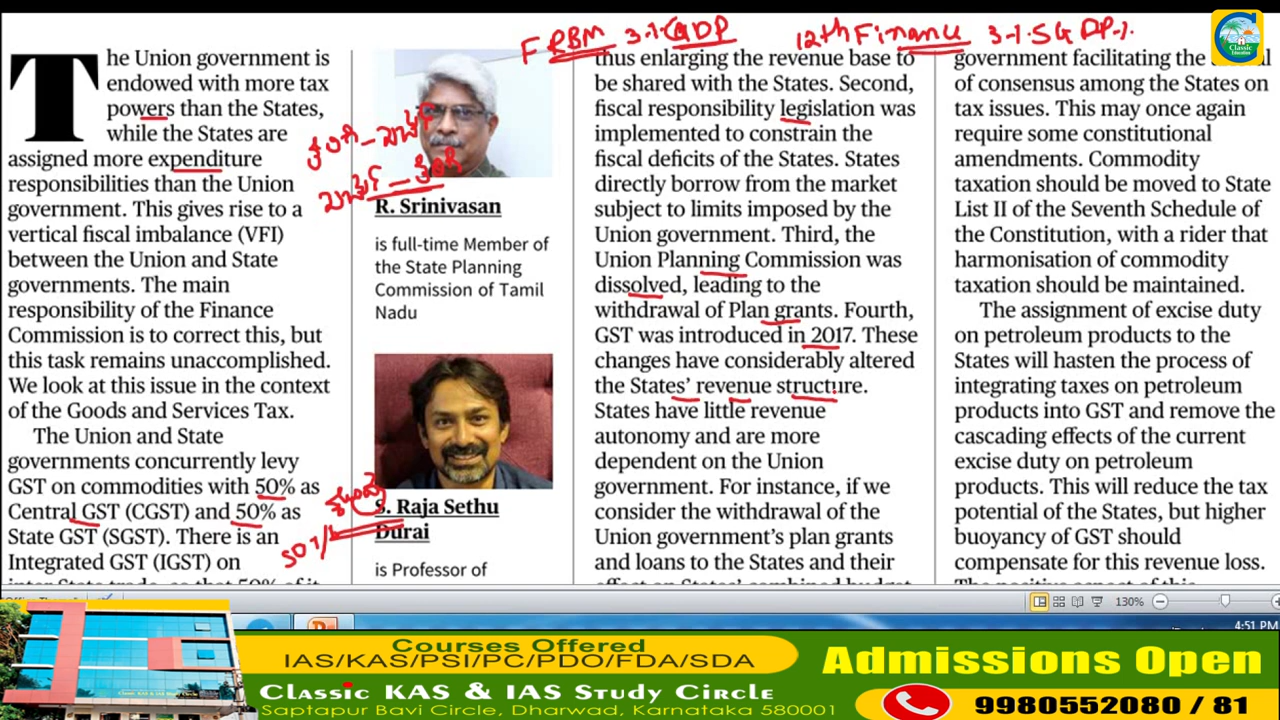 FRBM 3.1.GDP 12th Finance 3-1.SGDP.1.
Classic
Education
The Union government is
endowed with more tax
powers than the States,
while the States are
assigned more expenditure
responsibilities than the Union
government. This gives rise to a
vertical fiscal imbalance (VFI)
between the Union and State
governments. The main
responsibility of the Finance
Commission is to correct this, but
this task remains unaccomplished.
We look at this issue in the context
of the Goods and Services Tax.
The Union and State
governments concurrently levy
GST on commodities with 50% as
Central GST (CGST) and 50% as
State GST (SGST). There is an
Integrated GST (IGST) on
R. Srinivasan
is full-time Member of
the State Planning
Commission of Tamil
Nadu
S. Raja Sethu
Durai
is Professor of
thus enlarging the revenue base to
be shared with the States. Second,
fiscal responsibility legislation was
implemented to constrain the
fiscal deficits of the States. States
directly borrow from the market
subject to limits imposed by the
Union government. Third, the
Union Planning Commission was
dissolved, leading to the
withdrawal of Plan grants. Fourth,
GST was introduced in 2017. These
changes have considerably altered
the States' revenue structure.
States have little revenue
autonomy and are more
dependent on the Union
government. For instance, if we
consider the withdrawal of the
Union government's plan grants
and loans to the States and their
government facilitating the
of consensus among the States on
tax issues. This may once again
require some constitutional
amendments. Commodity
taxation should be moved to State
List II of the Seventh Schedule of
the Constitution, with a rider that
harmonisation of commodity
taxation should be maintained.
The assignment of excise duty
on petroleum products to the
States will hasten the process of
integrating taxes on petroleum
products into GST and remove the
cascading effects of the current
excise duty on petroleum
products. This will reduce the tax
potential of the States, but higher
buoyancy of GST should
compensate for this revenue loss.
130%
4:51 PM
Courses Offered
IAS/KAS/PSI/PC/PDO/FDA/SDA
Classic KAS & IAS Study Circle
Saptapur Bavi Circle, Dharwad, Karnataka 580001
Admissions Open
9980552080 / 81